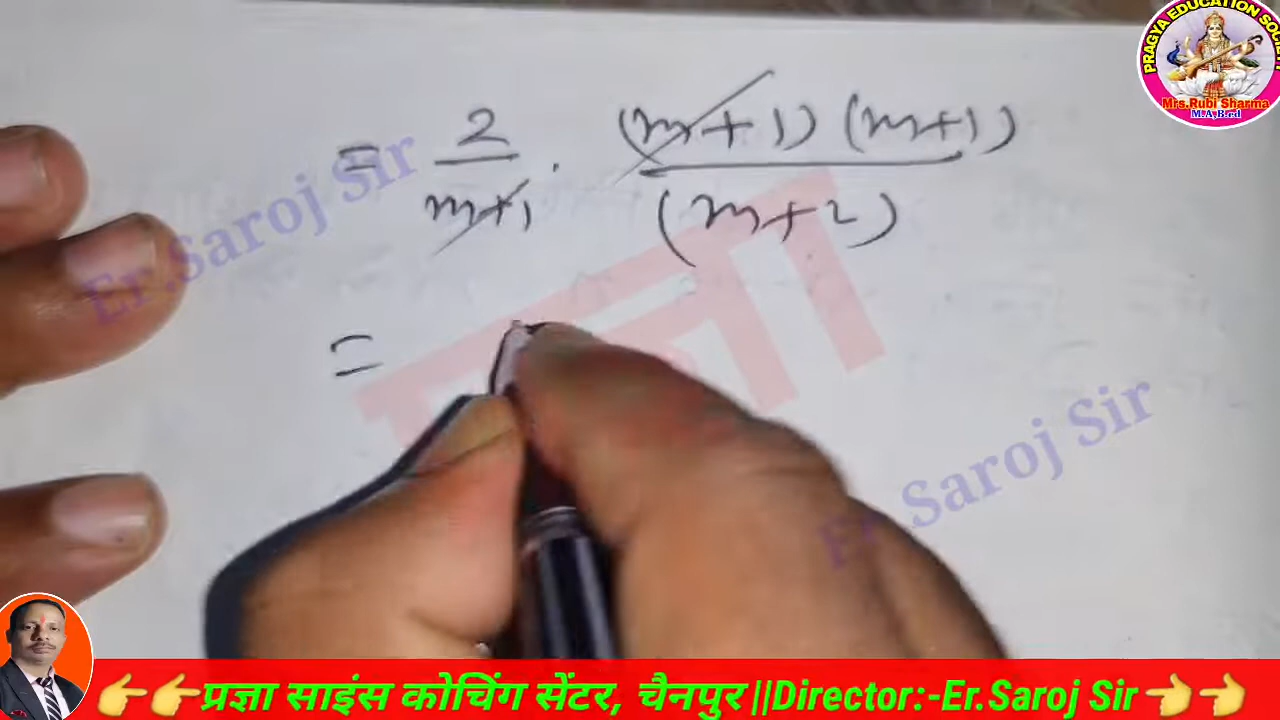 PRAGYA EDUCATION SOCIETY
Mrs.Rubi Sharma
M.A,B.ed
= 2/(m+1) . (m+1)(m+1)/(m+2)
=
Er.Saroj Sir
Er. Saroj Sir
👉👉प्रज्ञा साइंस कोचिंग सेंटर, चैनपुर||Director:-Er.Saroj Sir👈👈